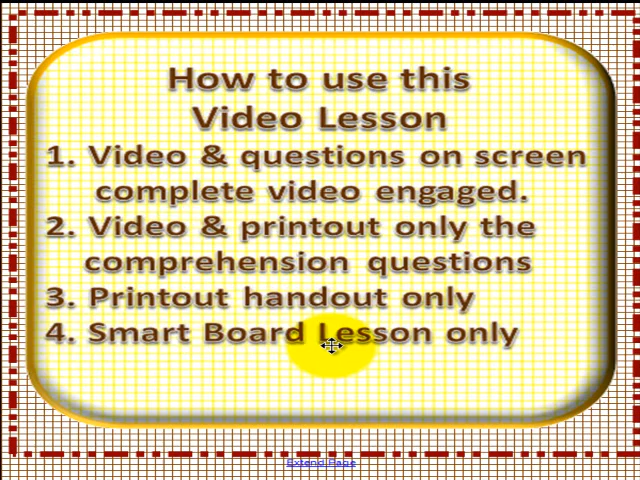 How to use this
Video Lesson
1. Video & questions on screen
complete video engaged.
2. Video & printout only the
comprehension questions
3. Printout handout only
4. Smart Board Lesson only
Extend Page